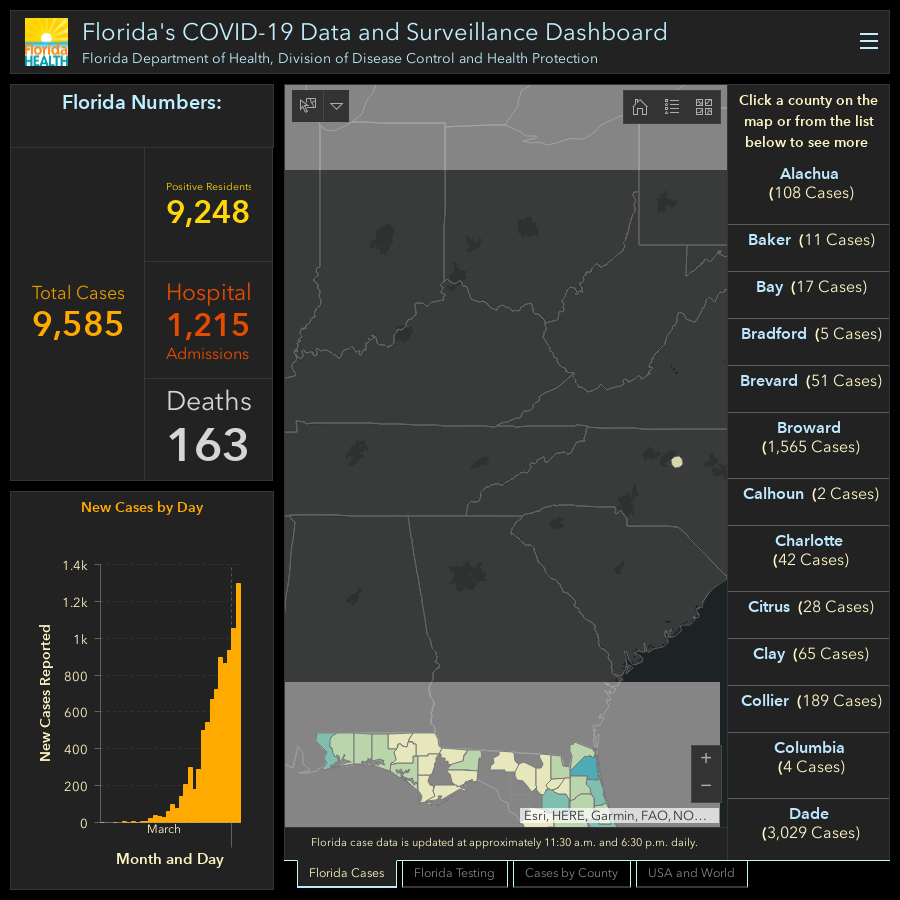 Florida HEALTH
Florida's COVID-19 Data and Surveillance Dashboard
Florida Department of Health, Division of Disease Control and Health Protection
Florida Numbers:
Total Cases
9,585
Positive Residents
9,248
Hospital
1,215
Admissions
Deaths
163
New Cases by Day
New Cases Reported
1.4k
1.2k
1k
800
600
400
200
0
March
Month and Day
+
−
Esri, HERE, Garmin, FAO, NO...
Florida case data is updated at approximately 11:30 a.m. and 6:30 p.m. daily.
Florida Cases
Florida Testing
Cases by County
USA and World
Click a county on the
map or from the list
below to see more
Alachua
(108 Cases)
Baker (11 Cases)
Bay (17 Cases)
Bradford (5 Cases)
Brevard (51 Cases)
Broward
(1,565 Cases)
Calhoun (2 Cases)
Charlotte
(42 Cases)
Citrus (28 Cases)
Clay (65 Cases)
Collier (189 Cases)
Columbia
(4 Cases)
Dade
(3,029 Cases)